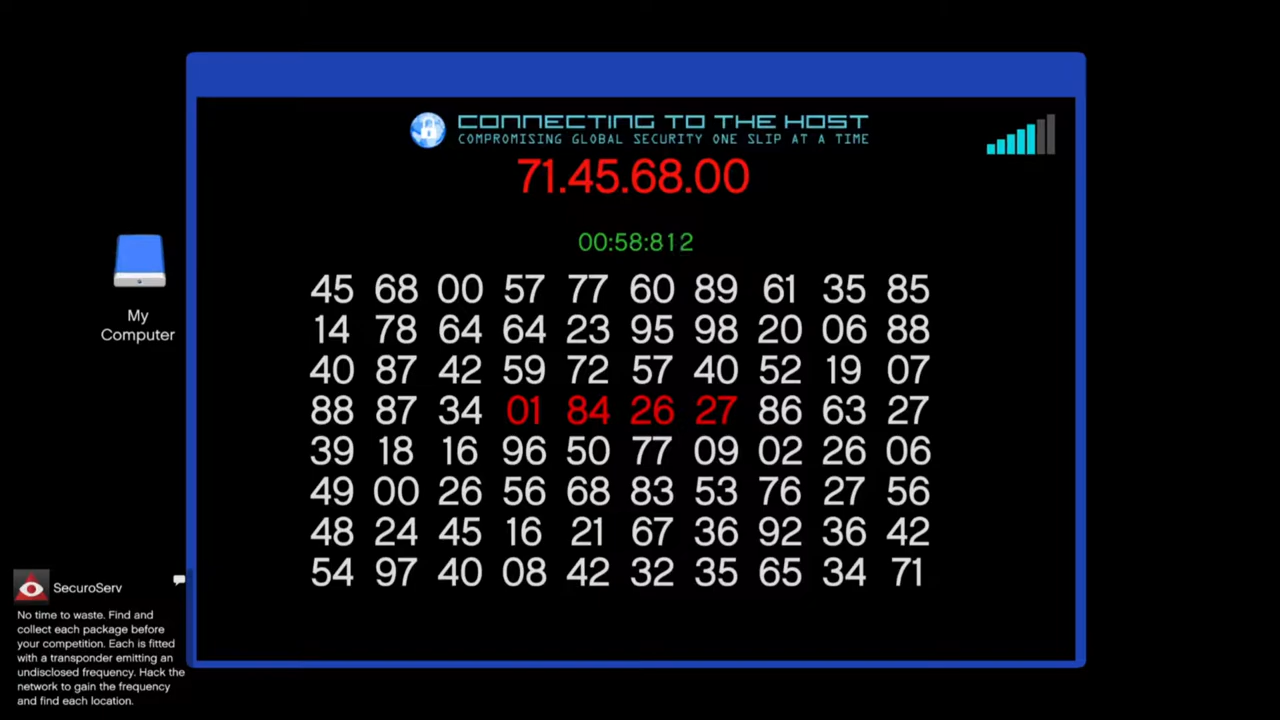 CONNECTING TO THE HOST
COMPROMISING GLOBAL SECURITY ONE SLIP AT A TIME
71.45.68.00
00:58:812
45 68 00 57 77 60 89 61 35 85
14 78 64 64 23 95 98 20 06 88
40 87 42 59 72 57 40 52 19 07
88 87 34 01 84 26 27 86 63 27
39 18 16 96 50 77 09 02 26 06
49 00 26 56 68 83 53 76 27 56
48 24 45 16 21 67 36 92 36 42
54 97 40 08 42 32 35 65 34 71
My
Computer
SecuroServ
No time to waste. Find and
collect each package before
your competition. Each is fitted
with a transponder emitting an
undisclosed frequency. Hack the
network to gain the frequency
and find each location.